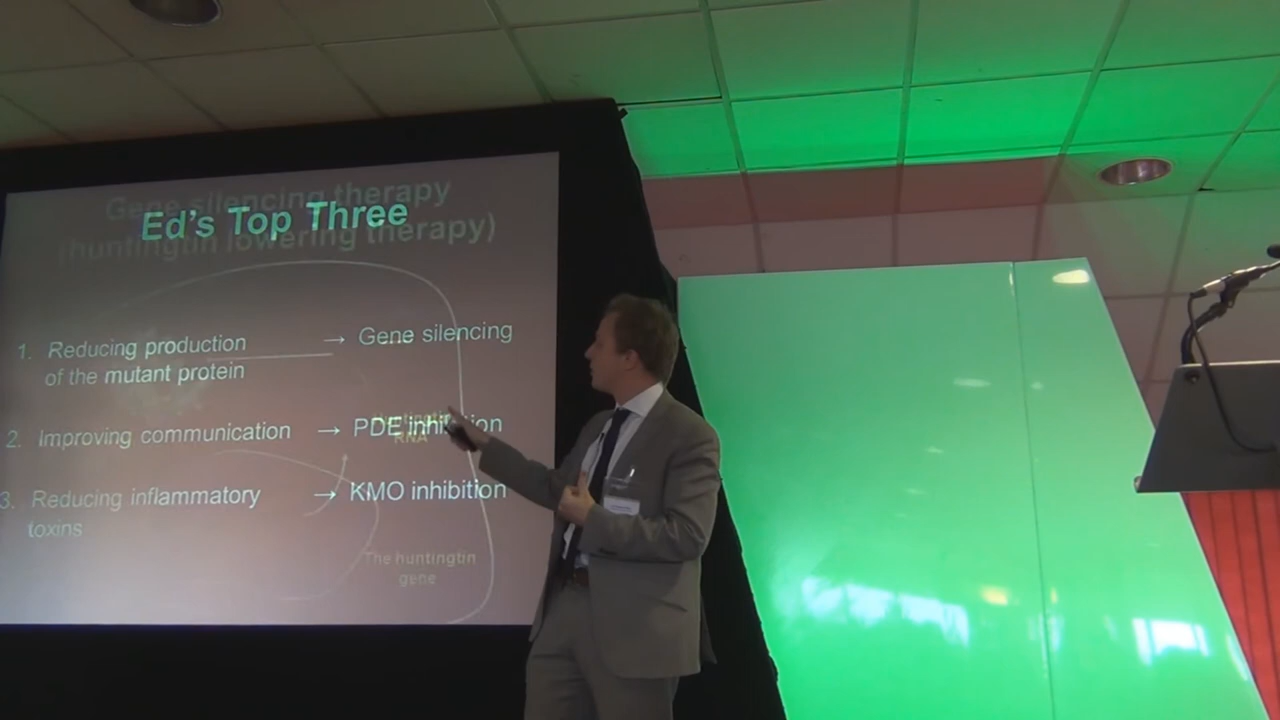 Gene silencing therapy
(huntingtin lowering therapy)
Ed's Top Three
1. Reducing production → Gene silencing
of the mutant protein
Huntingtin
RNA
2. Improving communication → PDE inhibition
3. Reducing inflammatory → KMO inhibition
toxins
The huntingtin
gene